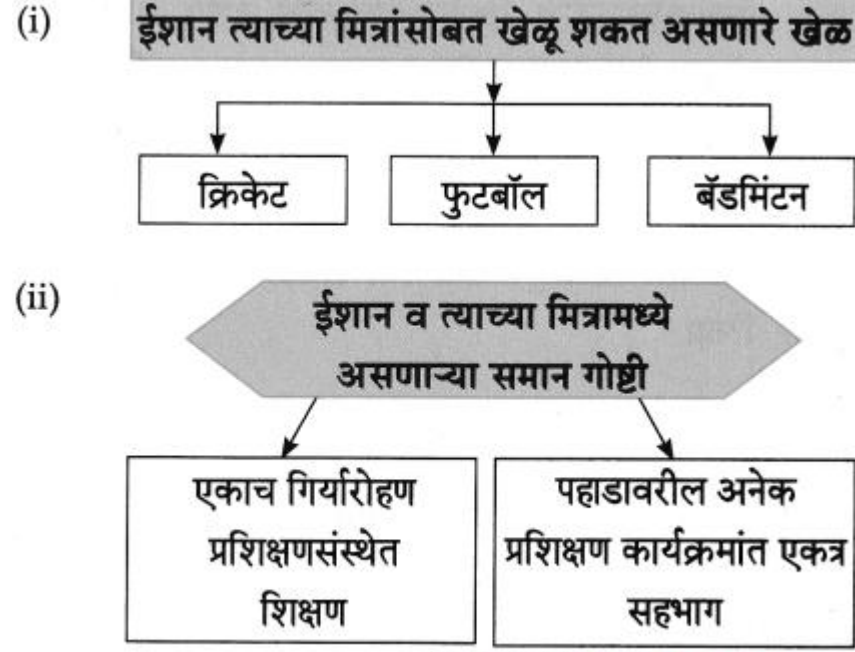 (i) ईशान त्याच्या मित्रांसोबत खेळू शकत असणारे खेळ
क्रिकेट फुटबॉल बॅडमिंटन
(ii) ईशान व त्याच्या मित्रामध्ये
असणाऱ्या समान गोष्टी
एकाच गिर्यारोहण
प्रशिक्षणसंस्थेत
शिक्षण
पहाडावरील अनेक
प्रशिक्षण कार्यक्रमांत एकत्र
सहभाग